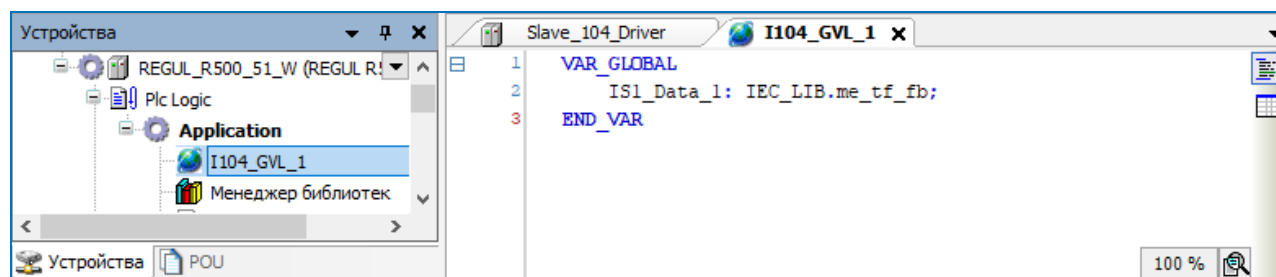 Устройства
REGUL_R500_51_W (REGUL R!
Plc Logic
Application
I104_GVL_1
Менеджер библиотек
Устройства
POU
Slave_104_Driver
I104_GVL_1
1 VAR_GLOBAL
2 IS1_Data_1: IEC_LIB.me_tf_fb;
3 END_VAR
100 %